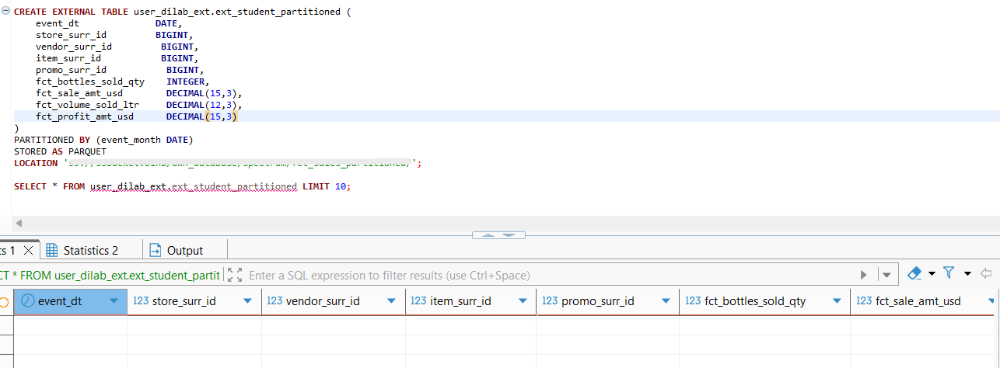 CREATE EXTERNAL TABLE user_dilab_ext.ext_student_partitioned (
event_dt DATE,
store_surr_id BIGINT,
vendor_surr_id BIGINT,
item_surr_id BIGINT,
promo_surr_id BIGINT,
fct_bottles_sold_qty INTEGER,
fct_sale_amt_usd DECIMAL(15,3),
fct_volume_sold_ltr DECIMAL(12,3),
fct_profit_amt_usd DECIMAL(15,3)
)
PARTITIONED BY (event_month DATE)
STORED AS PARQUET
LOCATION ';
SELECT * FROM user_dilab_ext.ext_student_partitioned LIMIT 10;
ts 1 Statistics 2 Output
CT * FROM user_dilab_ext.ext_student_partit Enter a SQL expression to filter results (use Ctrl+Space)
event_dt 123 store_surr_id 123 vendor_surr_id 123 item_surr_id 123 promo_surr_id 123 fct_bottles_sold_qty 123 fct_sale_amt_usd